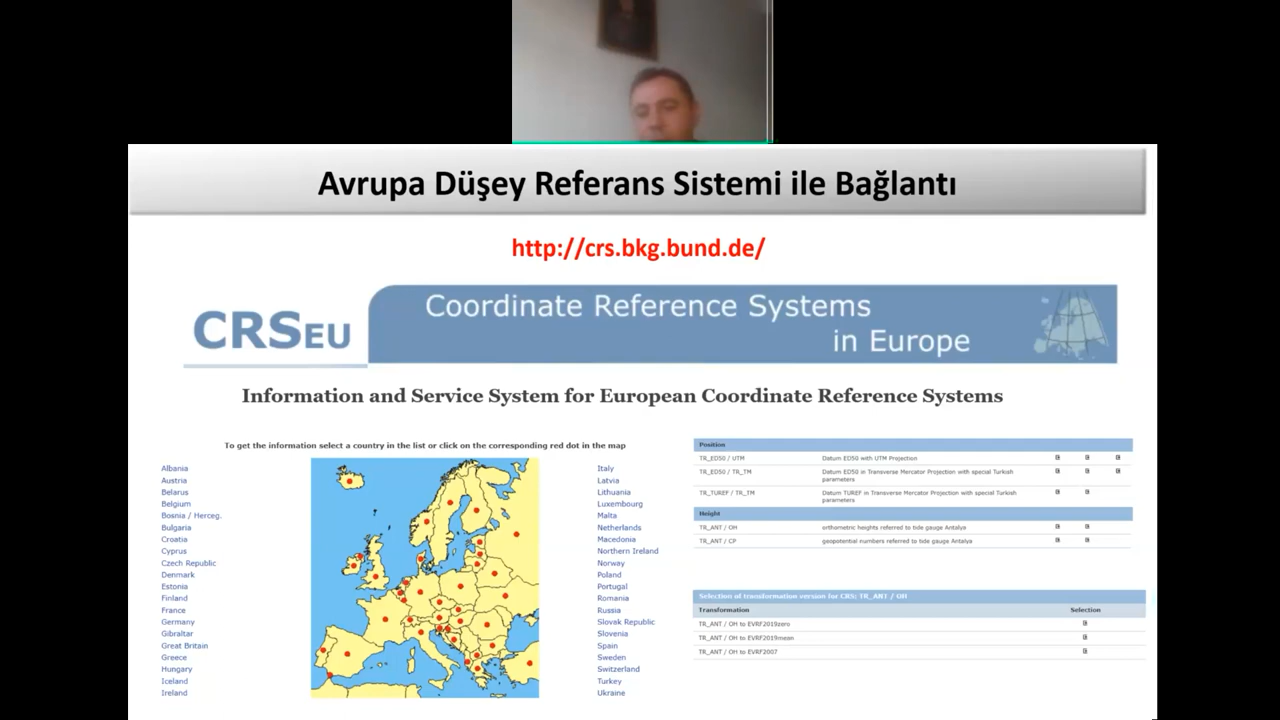 Avrupa Düşey Referans Sistemi ile Bağlantı
http://crs.bkg.bund.de/
CRSEU
Coordinate Reference Systems
in Europe
Information and Service System for European Coordinate Reference Systems
To get the information select a country in the list or click on the corresponding red dot in the map
Albania
Austria
Belarus
Belgium
Bosnia / Herceg.
Bulgaria
Croatia
Cyprus
Czech Republic
Denmark
Estonia
Finland
France
Germany
Gibraltar
Great Britain
Greece
Hungary
Iceland
Ireland
Italy
Latvia
Lithuania
Luxembourg
Malta
Netherlands
Macedonia
Northern Ireland
Norway
Poland
Portugal
Romania
Russia
Slovak Republic
Slovenia
Spain
Sweden
Switzerland
Turkey
Ukraine
Position
TR_ED50 / UTM Datum ED50 with UTM Projection
TR_ED50 / TR_TM Datum ED50 in Transverse Mercator Projection with special Turkish
parameters
TR_TUREF / TR_TM Datum TUREF in Transverse Mercator Projection with special Turkish
parameters
Height
TR_ANT / OH orthometric heights referred to tide gauge Antalya
TR_ANT / CP geopotential numbers referred to tide gauge Antalya
Selection of transformation version for CRS: TR_ANT / OH
Transformation Selection
TR_ANT / OH to EVRF2019zero
TR_ANT / OH to EVRF2019mean
TR_ANT / OH to EVRF2007